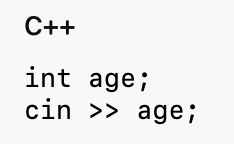 C++
int age;
cin >> age;